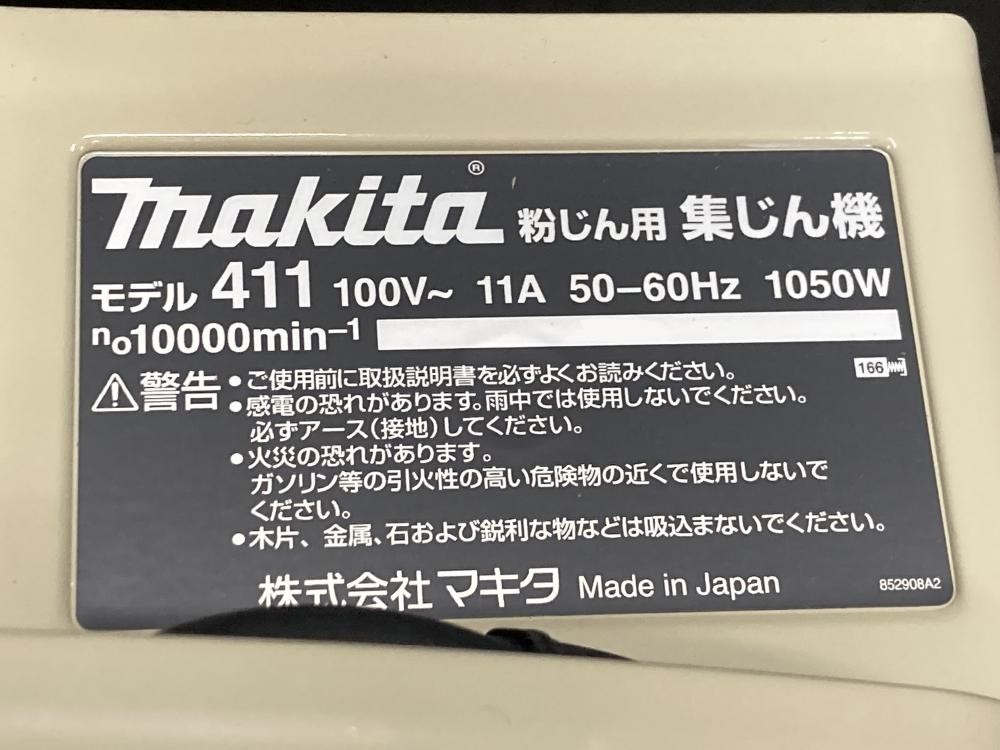 makita® 粉じん用 集じん機
モデル 411 100V~ 11A 50-60Hz 1050W
no10000min-1
166
⚠警告 •ご使用前に取扱説明書を必ずよくお読みください。
•感電の恐れがあります。雨中では使用しないでください。
必ずアース(接地)してください。
•火災の恐れがあります。
ガソリン等の引火性の高い危険物の近くで使用しないで
ください。
•木片、金属、石および鋭利な物などは吸込まないでください。
株式会社 マキタ Made in Japan 852908A2